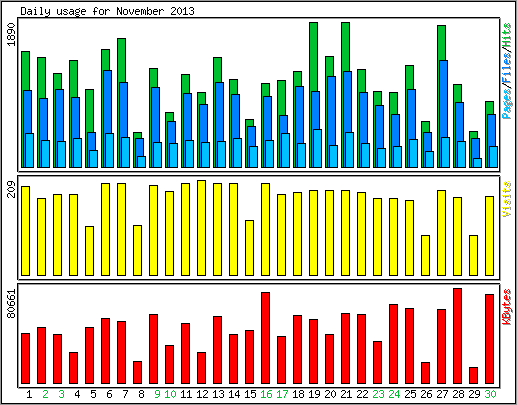 Daily usage for November 2013
1890
Pages/Files/Hits
209
Visits
80661
KBytes
1 2 3 4 5 6 7 8 9 10 11 12 13 14 15 16 17 18 19 20 21 22 23 24 25 26 27 28 29 30